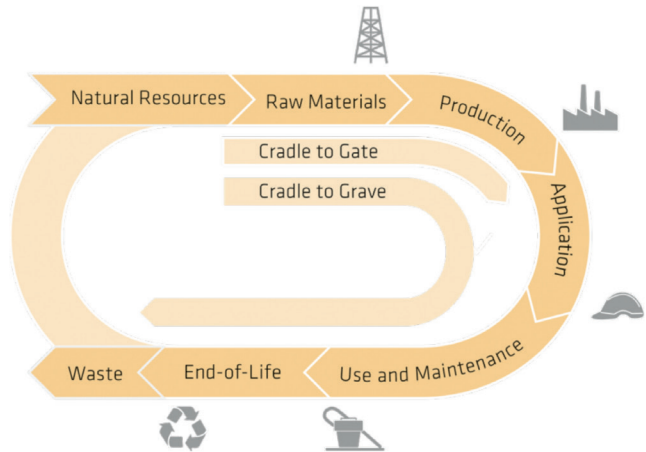 Natural Resources
Raw Materials
Production
Cradle to Gate
Cradle to Grave
Application
Use and Maintenance
End-of-Life
Waste